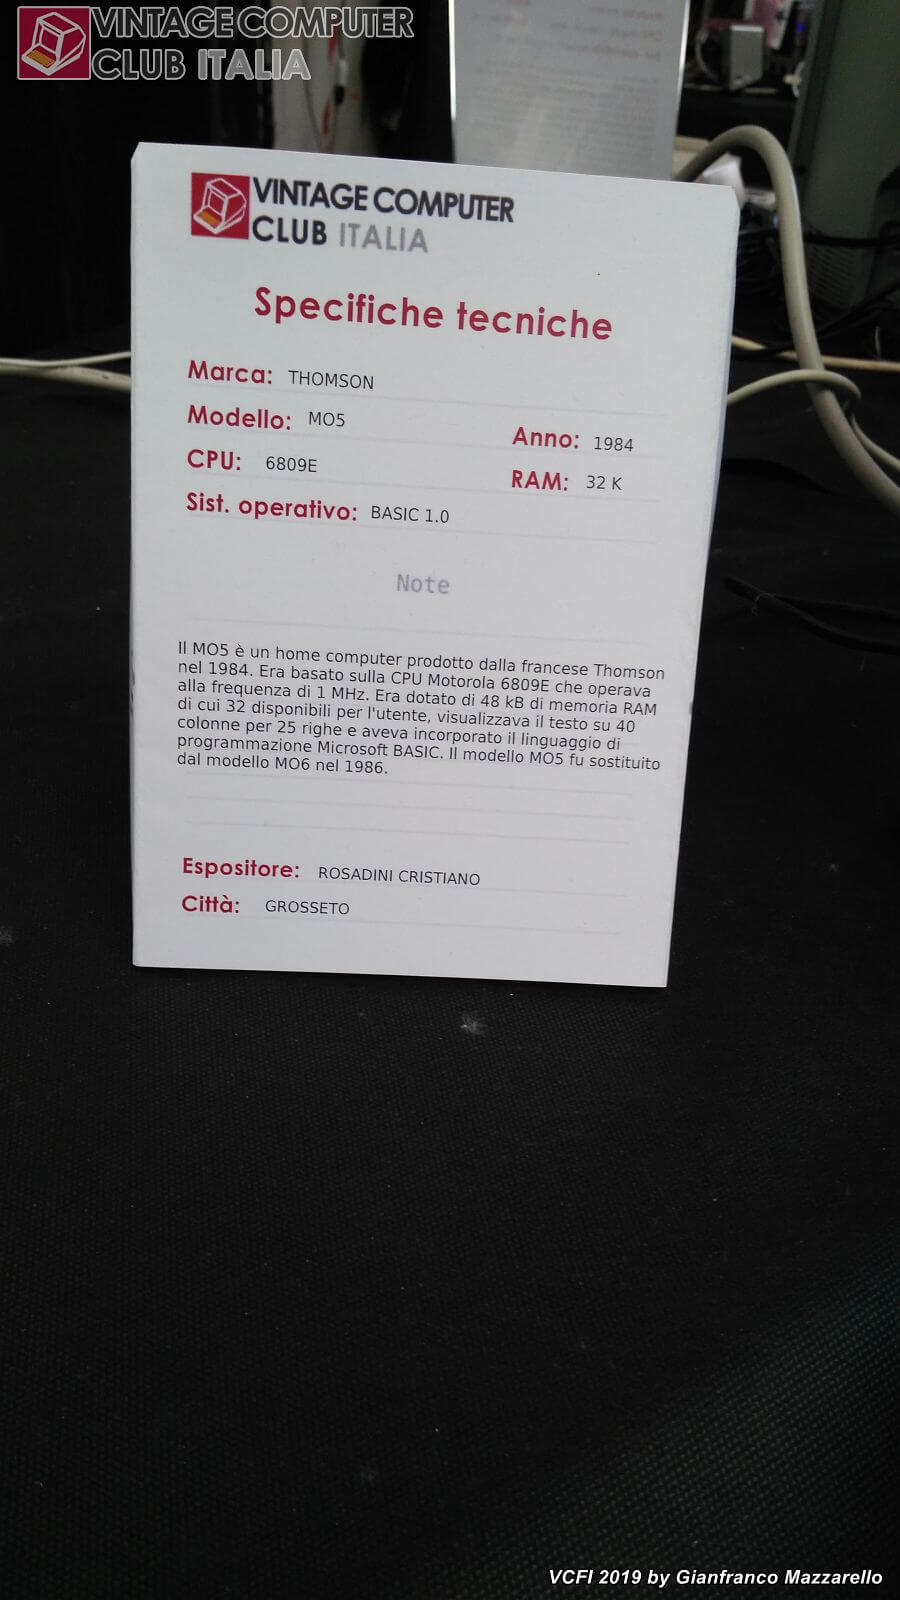 VINTAGE COMPUTER
CLUB ITALIA
VINTAGE COMPUTER
CLUB ITALIA
Specifiche tecniche
Marca: THOMSON
Modello: MO5
Anno: 1984
CPU: 6809E
RAM: 32 K
Sist. operativo: BASIC 1.0
Note
Il MO5 è un home computer prodotto dalla francese Thomson
nel 1984. Era basato sulla CPU Motorola 6809E che operava
alla frequenza di 1 MHz. Era dotato di 48 kB di memoria RAM
di cui 32 disponibili per l'utente, visualizzava il testo su 40
colonne per 25 righe e aveva incorporato il linguaggio di
programmazione Microsoft BASIC. Il modello MO5 fu sostituito
dal modello MO6 nel 1986.
Espositore: ROSADINI CRISTIANO
Città: GROSSETO
VCFI 2019 by Gianfranco Mazzarello